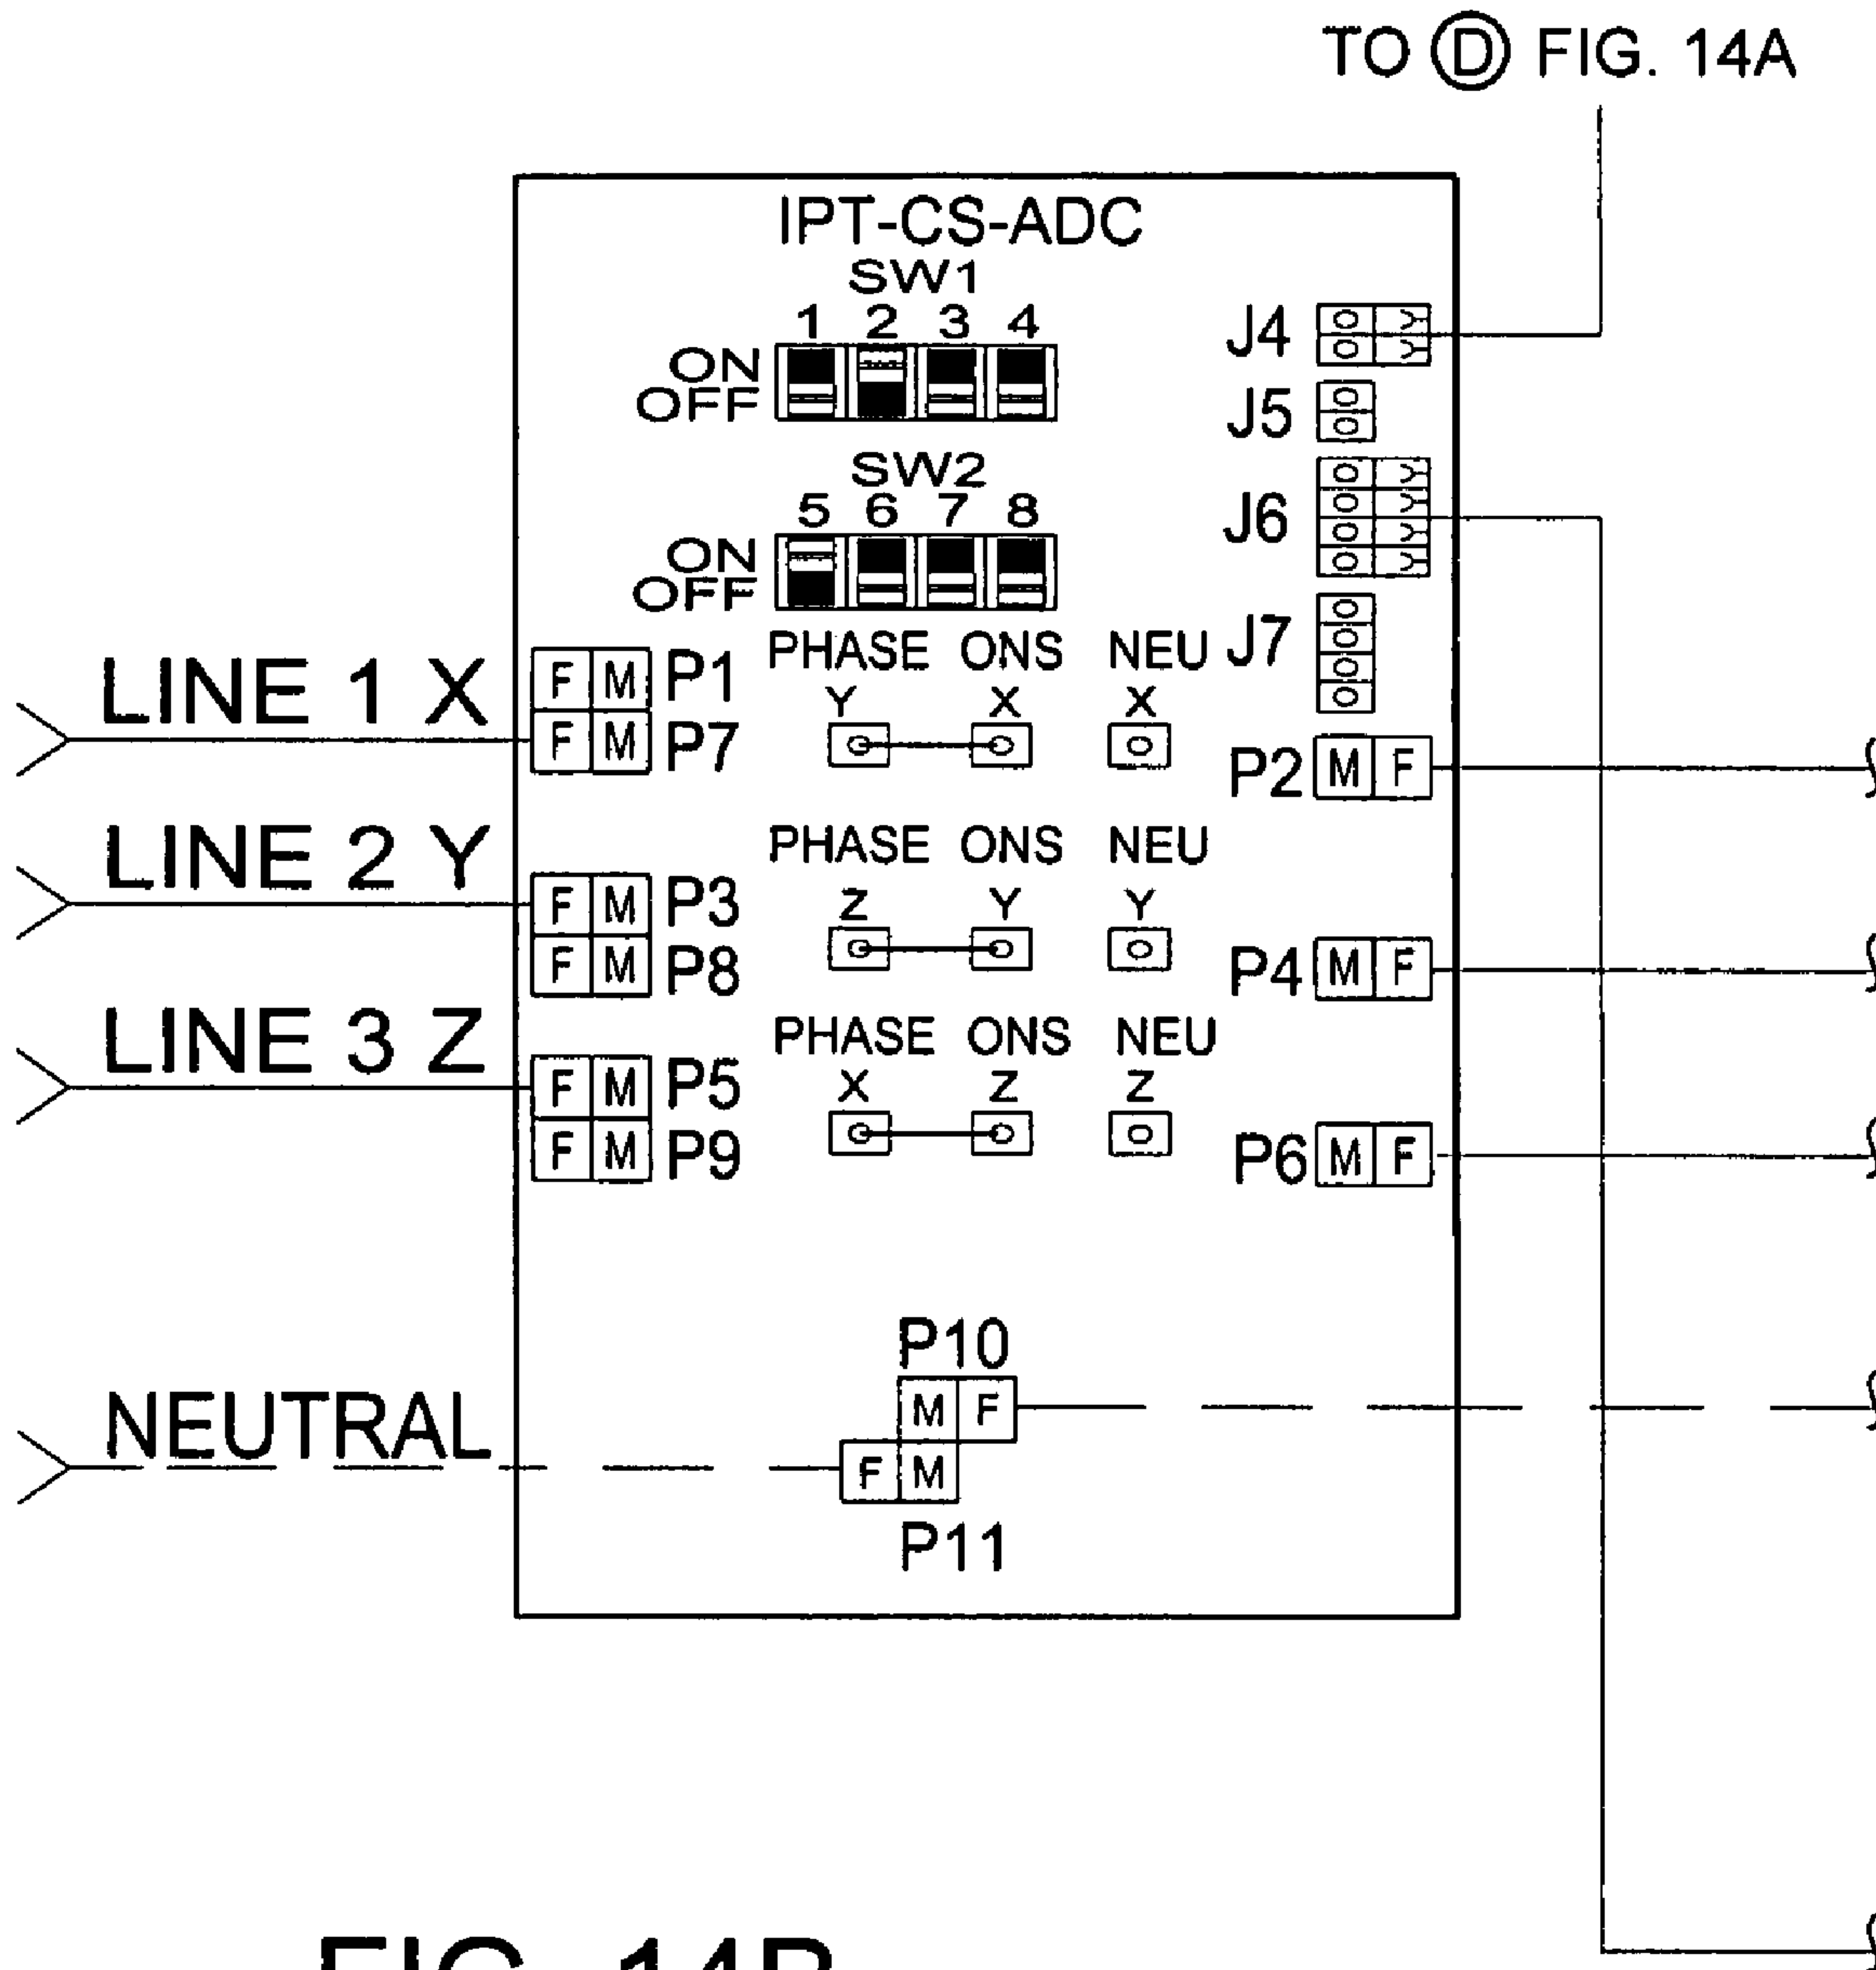 TO D FIG. 14A
IPT-CS-ADC
SW1
1 2 3 4
ON
OFF
SW2
5 6 7 8
ON
OFF
J4
J5
J6
J7
LINE 1 X
F M P1
F M P7
PHASE ONS NEU
Y X X
P2 M F
LINE 2 Y
F M P3
F M P8
PHASE ONS NEU
Z Y Y
P4 M F
LINE 3 Z
F M P5
F M P9
PHASE ONS NEU
X Z Z
P6 M F
NEUTRAL
P10
M F
F M
P11
FIG. 14B